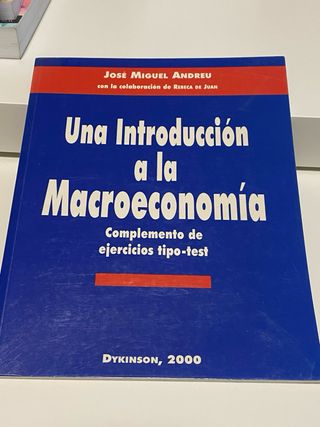 JOSÉ MIGUEL ANDREU
con la colaboración de REBECA DE JUAN
Una Introducción
a la
Macroeconomía
Complemento de
ejercicios tipo-test
DYKINSON, 2000